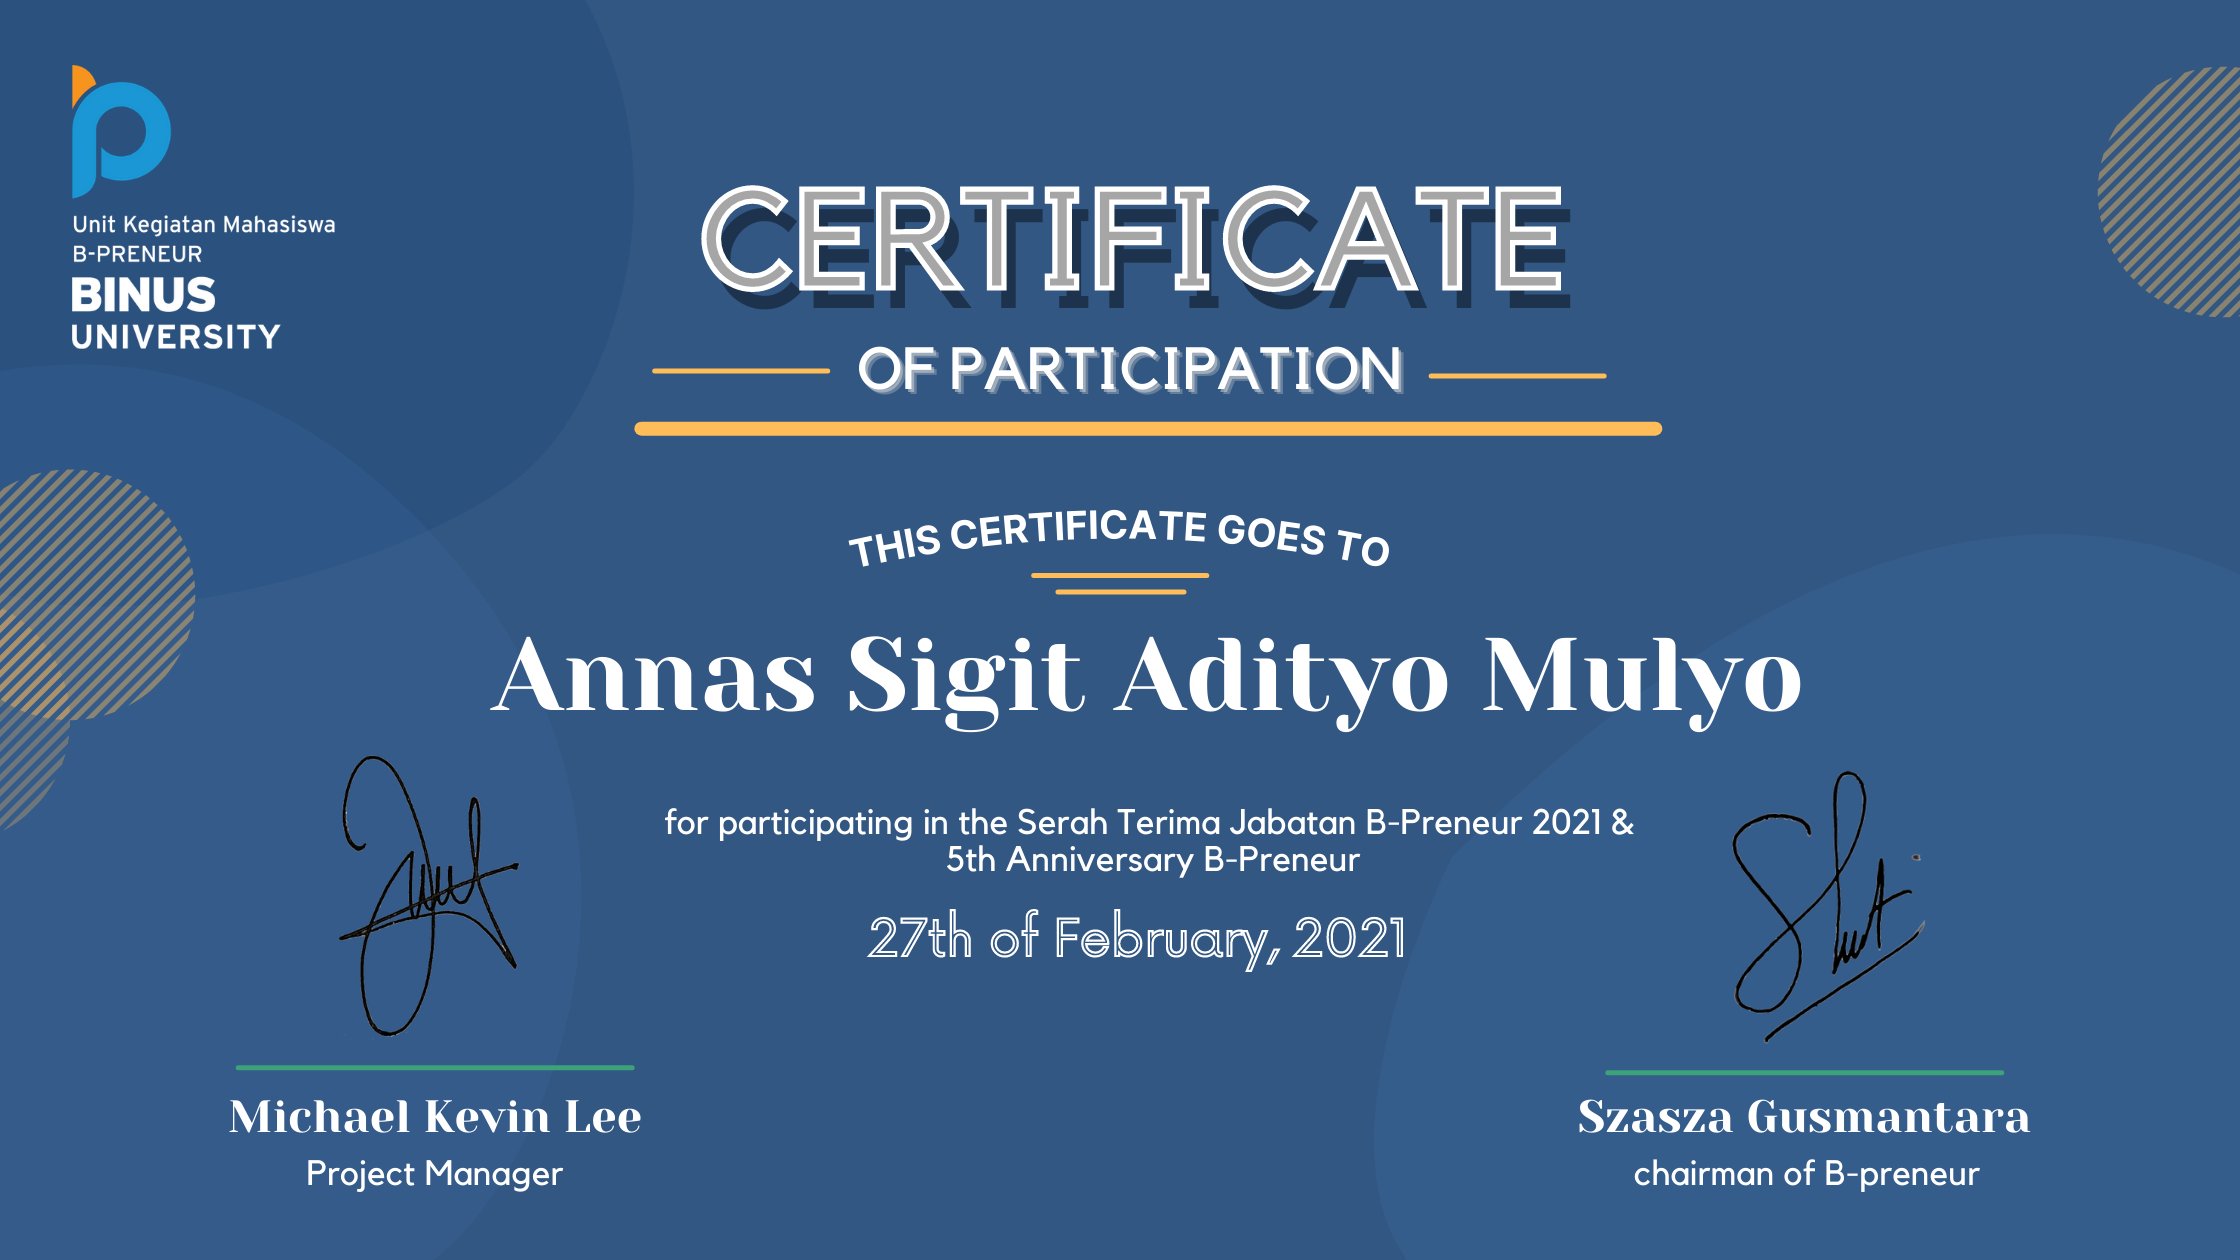 Unit Kegiatan Mahasiswa
B-PRENEUR
BINUS
UNIVERSITY
CERTIFICATE
OF PARTICIPATION
THIS CERTIFICATE GOES TO
Annas Sigit Adityo Mulyo
for participating in the Serah Terima Jabatan B-Preneur 2021 &
5th Anniversary B-Preneur
27th of February, 2021
Michael Kevin Lee
Project Manager
Szasza Gusmantara
chairman of B-preneur